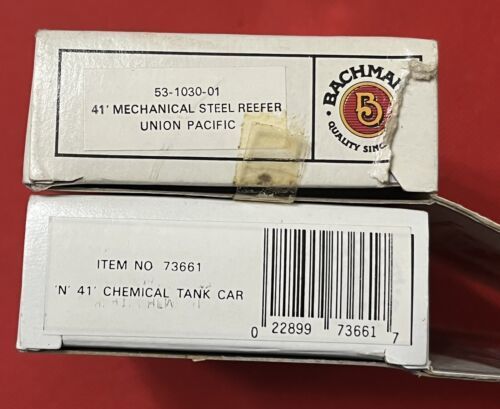 53-1030-01
41' MECHANICAL STEEL REEFER
UNION PACIFIC
BACHMAN
B
QUALITY SINC
ITEM NO 73661
'N' 41' CHEMICAL TANK CAR
0 22899 73661 7